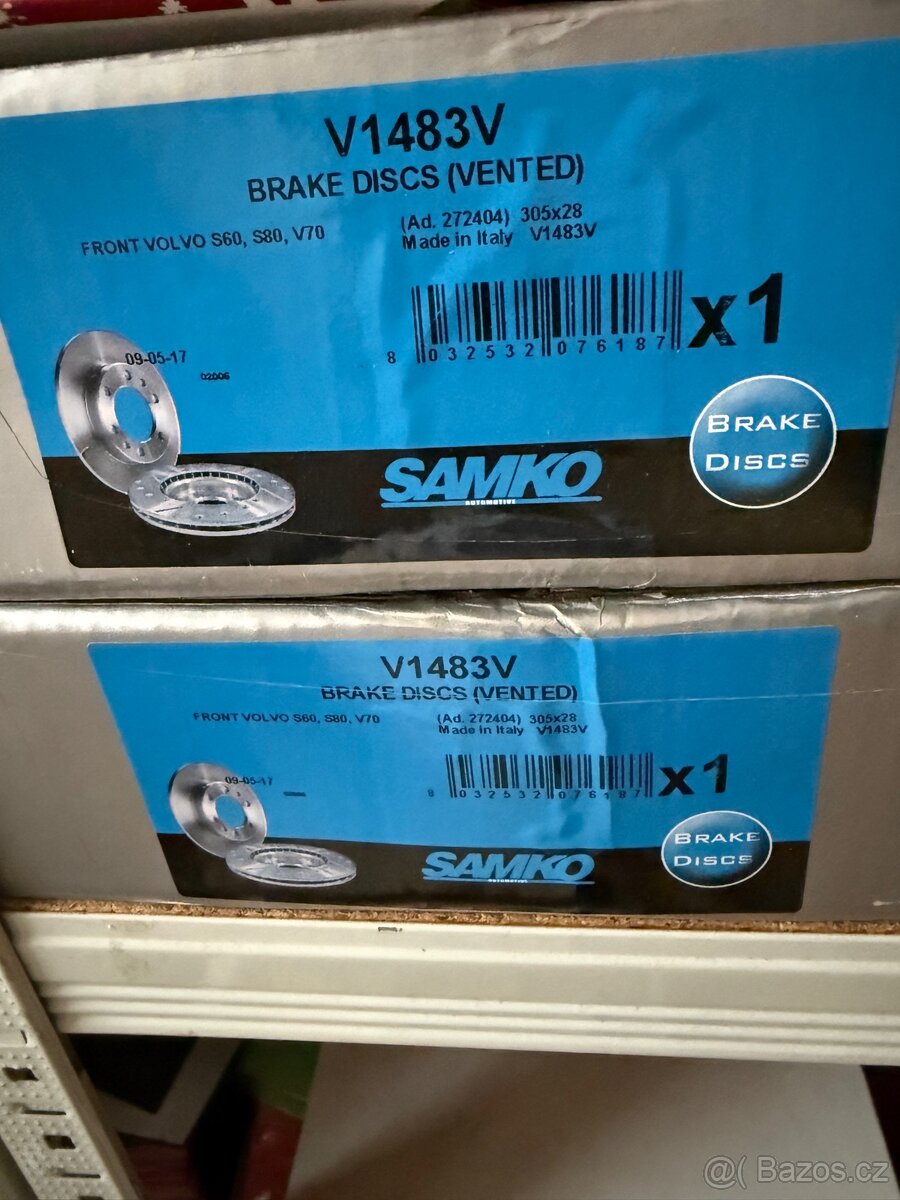 V1483V
BRAKE DISCS (VENTED)
FRONT VOLVO S60, S80, V70
(Ad. 272404) 305x28
Made in Italy V1483V
8 032532 076187
x1
09-05-17
02006
BRAKE
DISCS
SAMKO
AUTOMOTIVE
V1483V
BRAKE DISCS (VENTED)
FRONT VOLVO S60, S80, V70
(Ad. 272404) 305x28
Made in Italy V1483V
8 032532 076187
x1
09-05-17
BRAKE
DISCS
SAMKO
AUTOMOTIVE
@( Bazos.cz